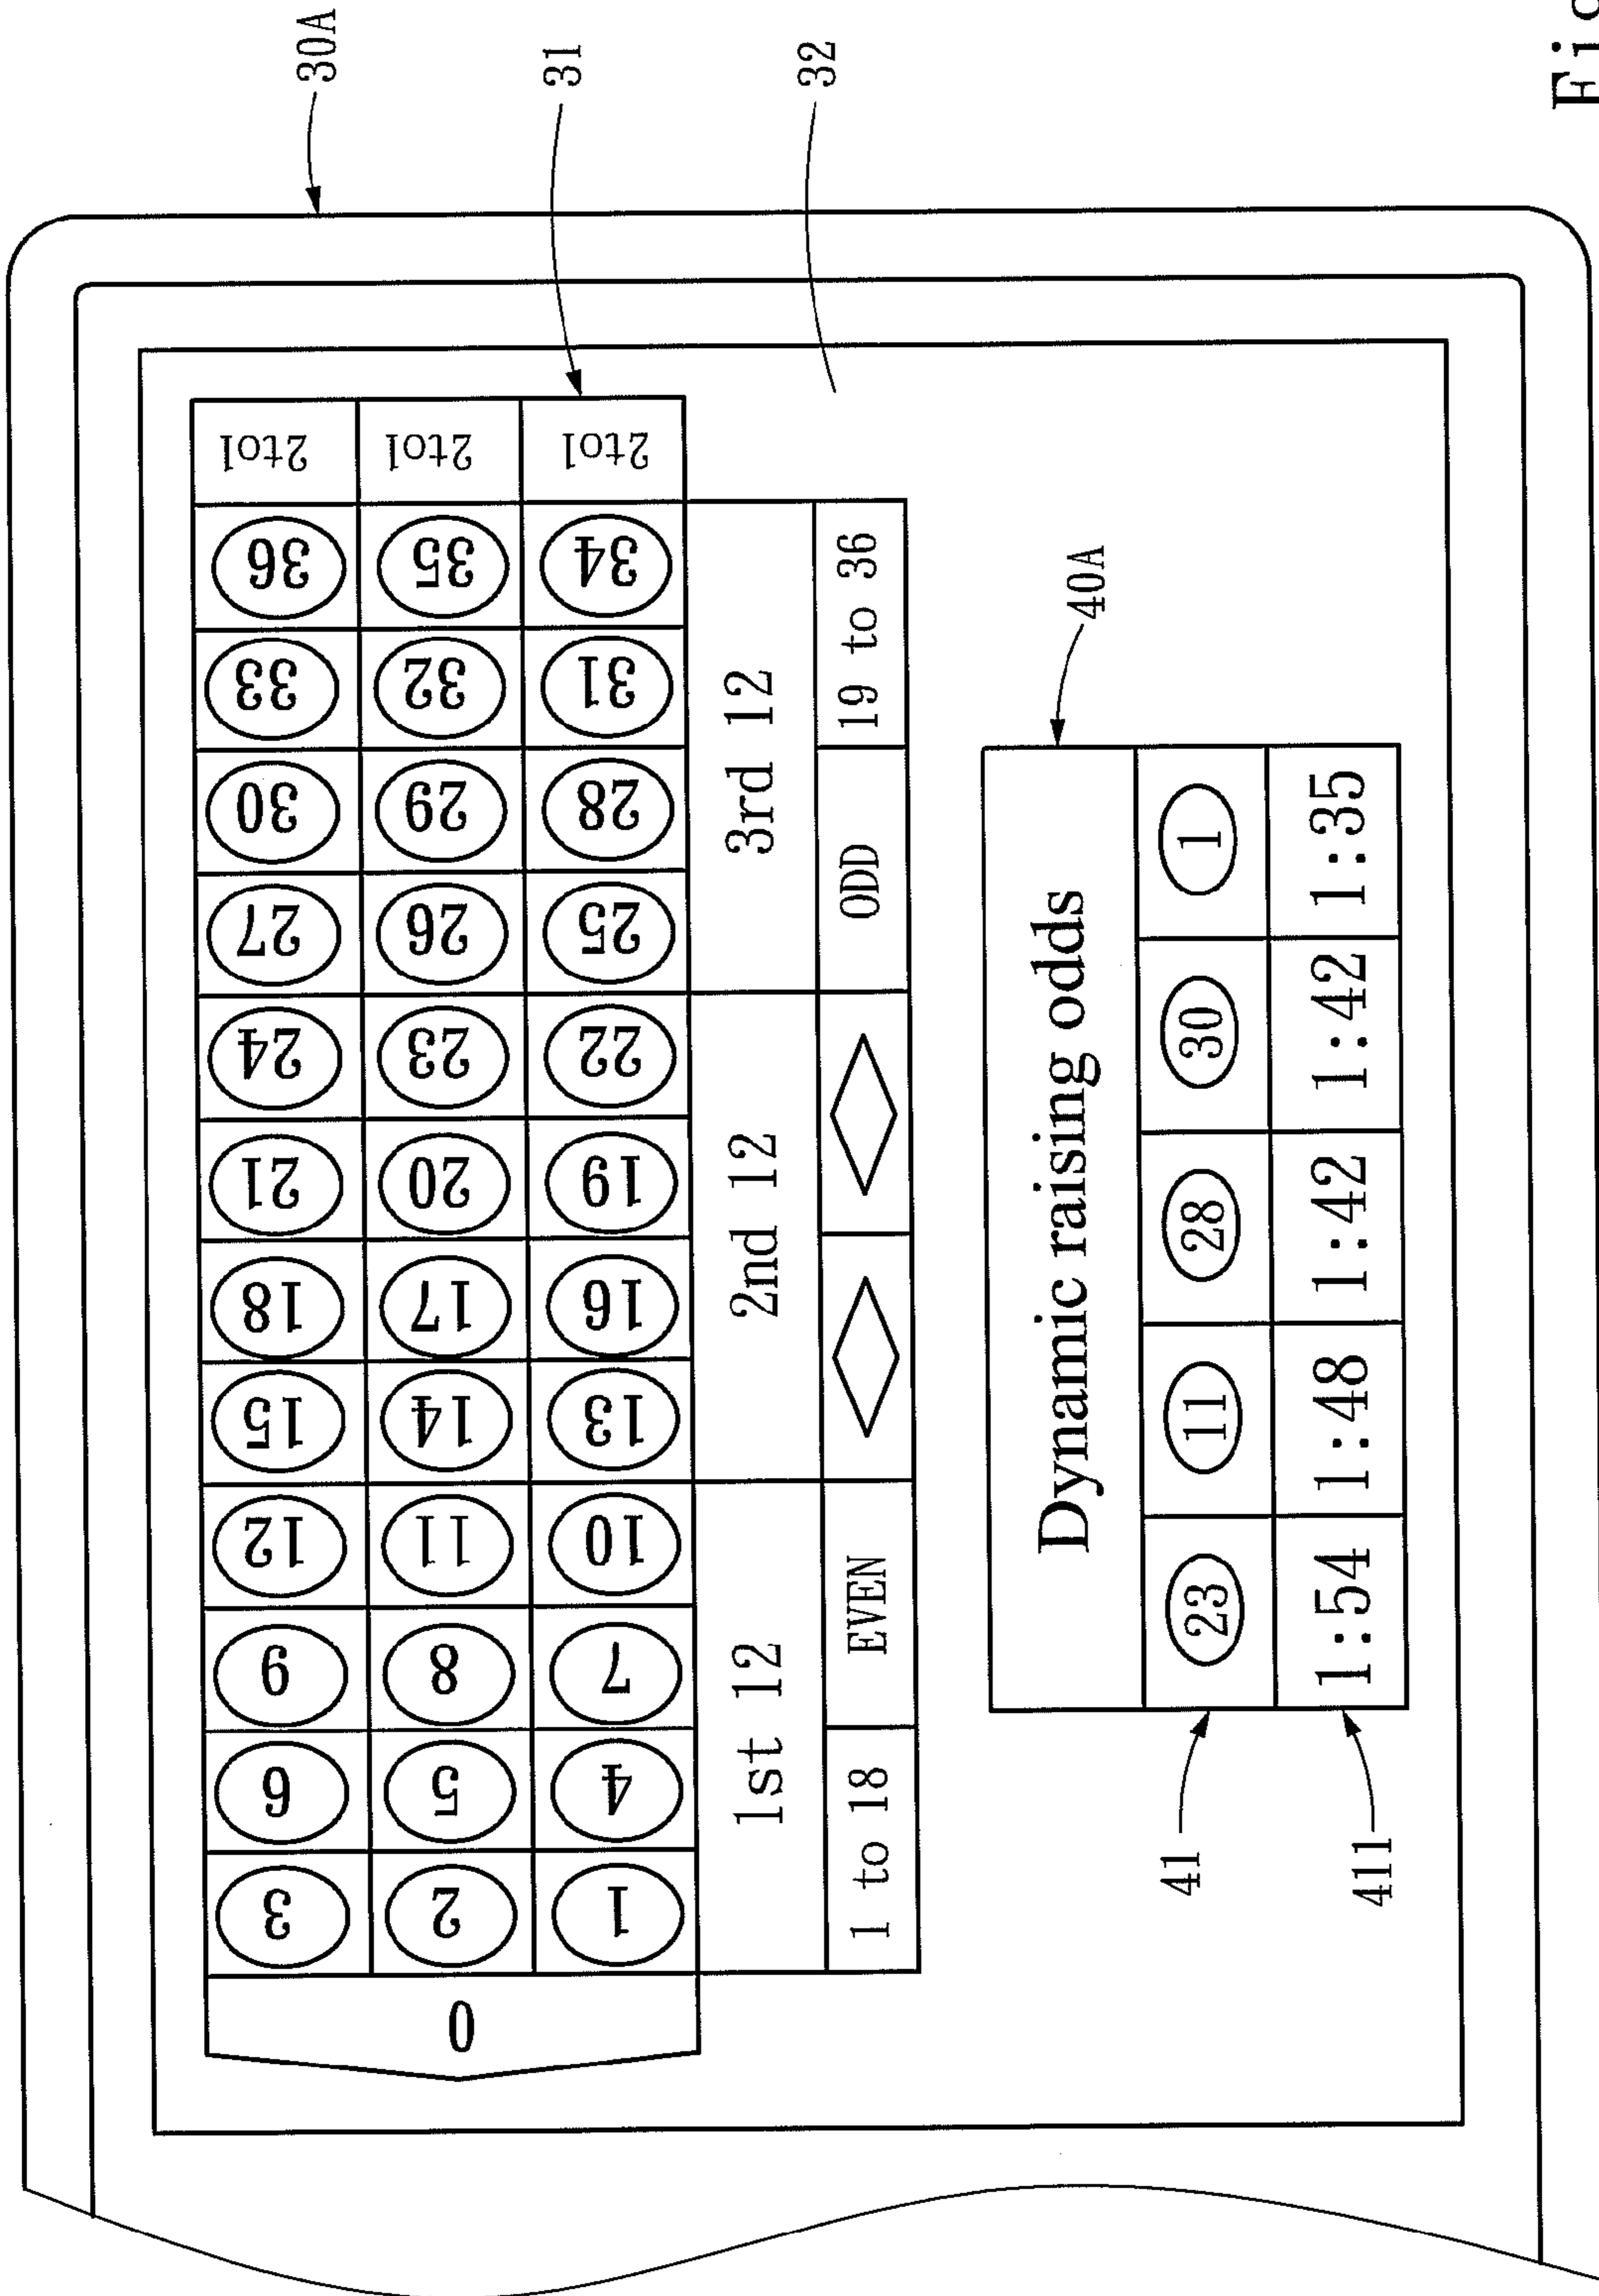 30A
3 6 9 12 15 18 21 24 27 30 33 36 2to1
0 2 5 8 11 14 17 20 23 26 29 32 35 2to1
31
1 4 7 10 13 16 19 22 25 28 31 34 2to1
1st 12 2nd 12 3rd 12
32
1 to 18 EVEN ODD 19 to 36
40A
Dynamic raising odds
41 23 11 28 30 1
411 1:54 1:48 1:42 1:42 1:35
Fig